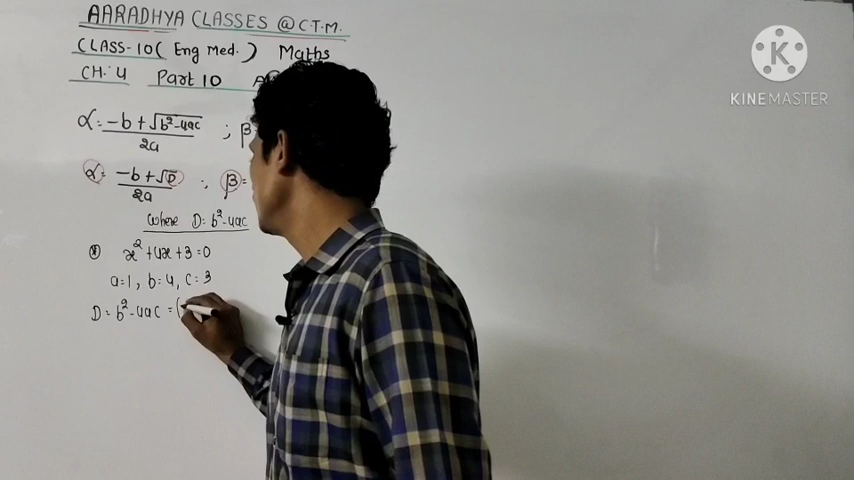 AARADHYA CLASSES @ C.T.M.
CLASS-10 ( Eng Med. ) Maths
CH: 4 Part 10
α = -b + √b² - 4ac / 2a ; β
α = -b + √D / 2a ; β =
Where D = b² - 4ac
x² + 4x + 3 = 0
a = 1, b = 4, c = 3
D = b² - 4ac = (
K
KINEMASTER